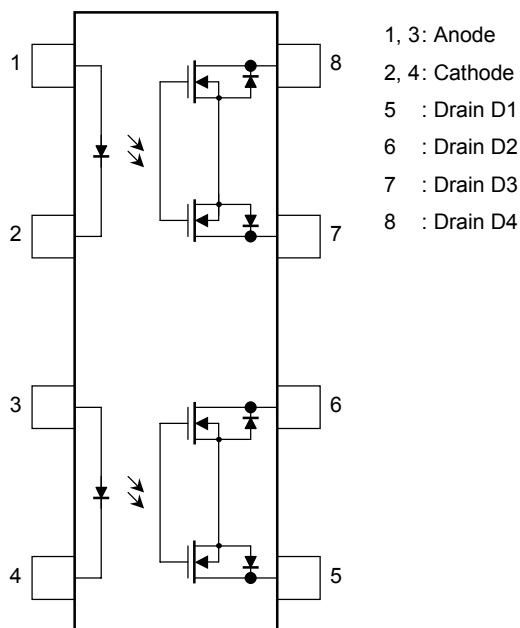 1
8
2
7
3
6
4
5
1, 3: Anode
2, 4: Cathode
5 : Drain D1
6 : Drain D2
7 : Drain D3
8 : Drain D4